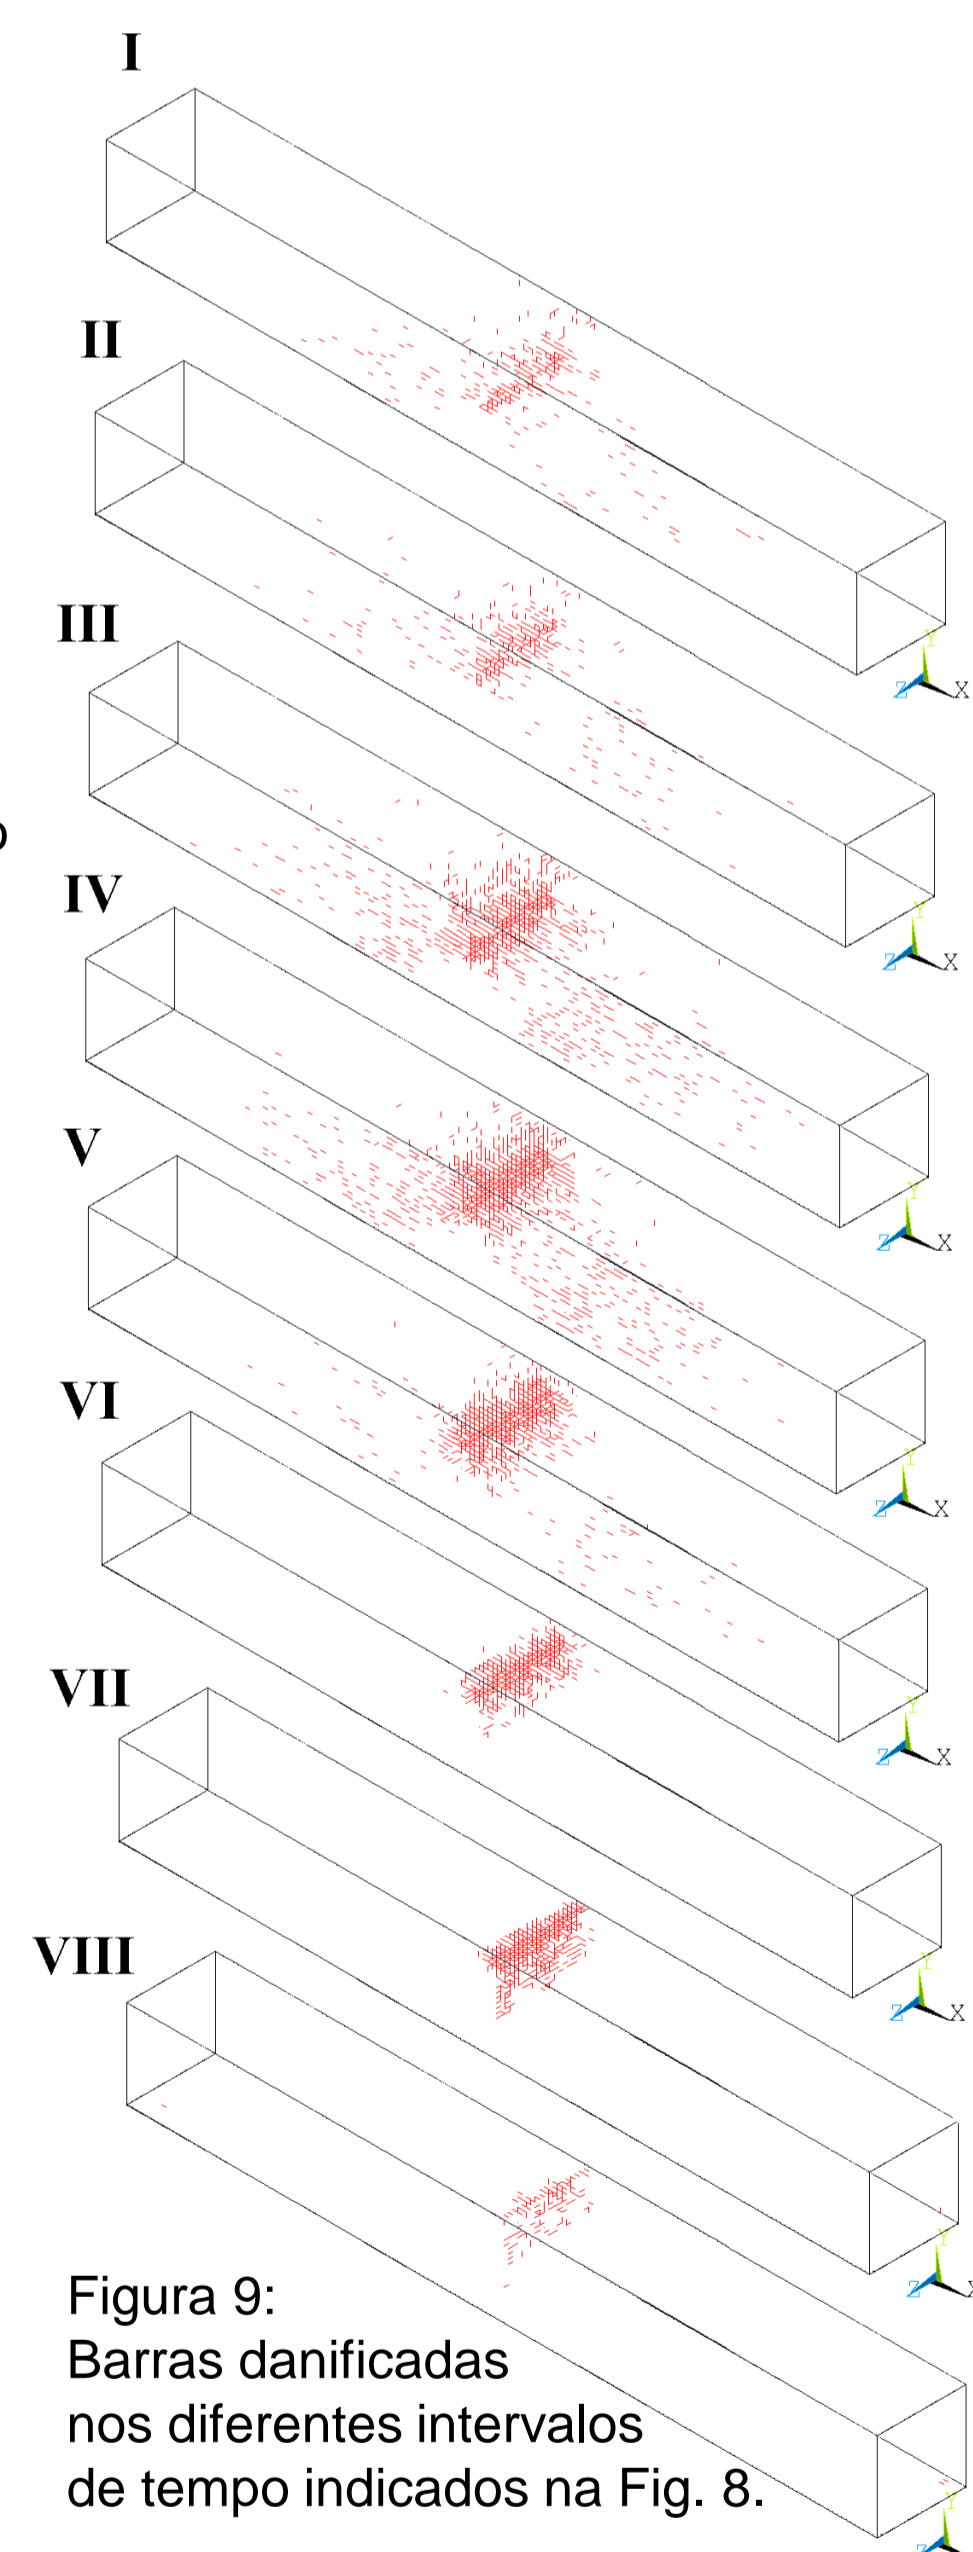 I
II
III
IV
V
VI
VII
VIII
Y
Z X
Y
Z X
Y
Z X
Y
Z X
Y
Z X
Y
Z X
Y
Z
Y
Figura 9:
Barras danificadas
nos diferentes intervalos
de tempo indicados na Fig. 8.